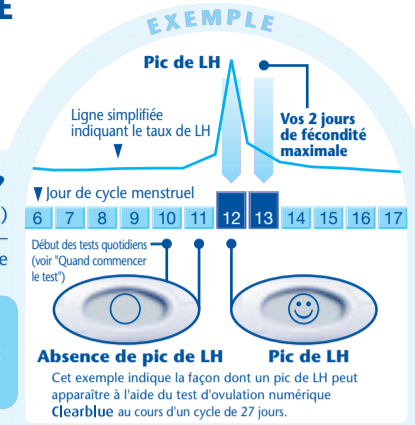 E
EXEMPLE
Pic de LH
Ligne simplifiée
indiquant le taux de LH
Vos 2 jours
de fécondité
maximale
Jour de cycle menstruel
6 7 8 9 10 11 12 13 14 15 16 17
Début des tests quotidiens
(voir "Quand commencer
le test")
Absence de pic de LH
Pic de LH
Cet exemple indique la façon dont un pic de LH peut
apparaître à l'aide du test d'ovulation numérique
Clearblue au cours d'un cycle de 27 jours.
)
e